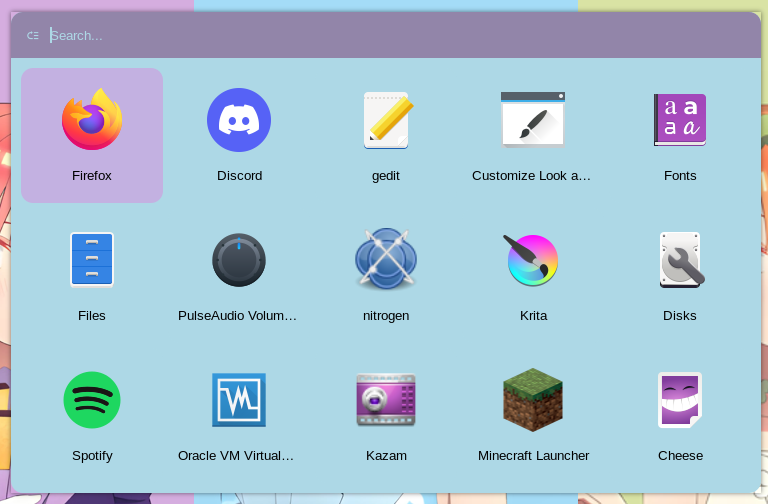 Search...
Firefox
Discord
gedit
Customize Look a...
Fonts
Files
PulseAudio Volum...
nitrogen
Krita
Disks
Spotify
Oracle VM Virtual...
Kazam
Minecraft Launcher
Cheese